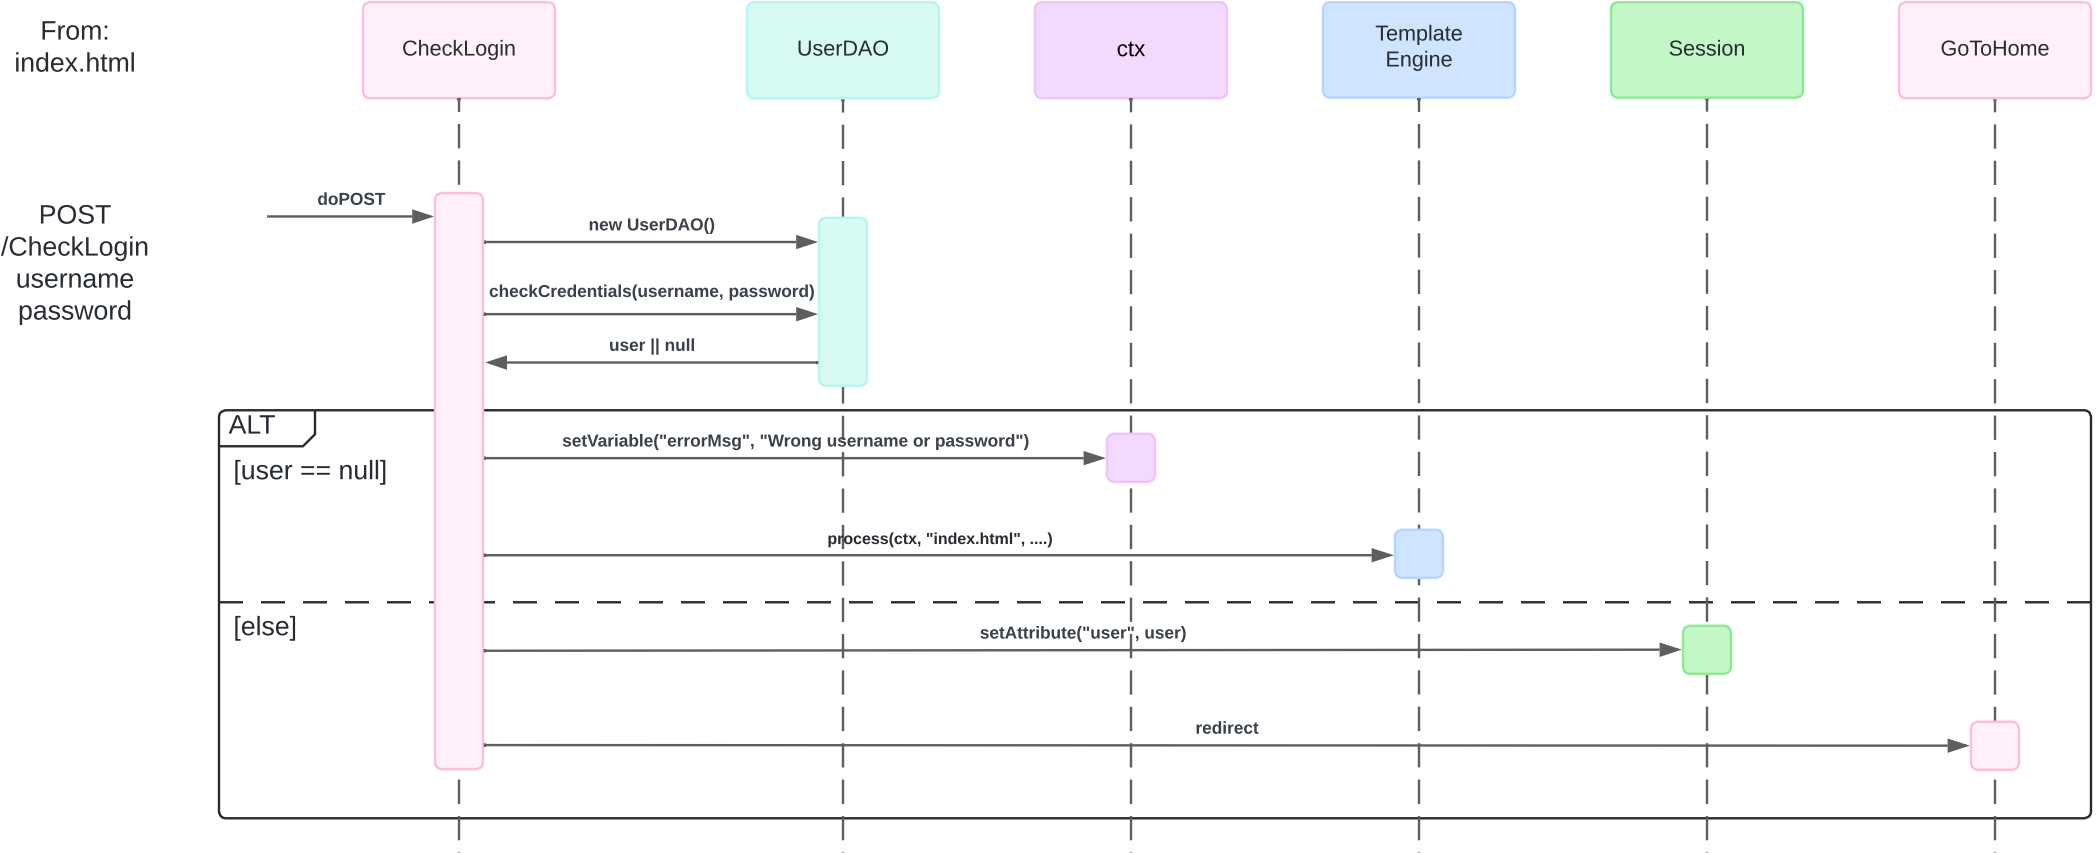 From:
index.html
CheckLogin
UserDAO
ctx
Template
Engine
Session
GoToHome
POST
/CheckLogin
username
password
doPOST
new UserDAO()
checkCredentials(username, password)
user || null
ALT
[user == null]
setVariable("errorMsg", "Wrong username or password")
process(ctx, "index.html", ....)
[else]
setAttribute("user", user)
redirect